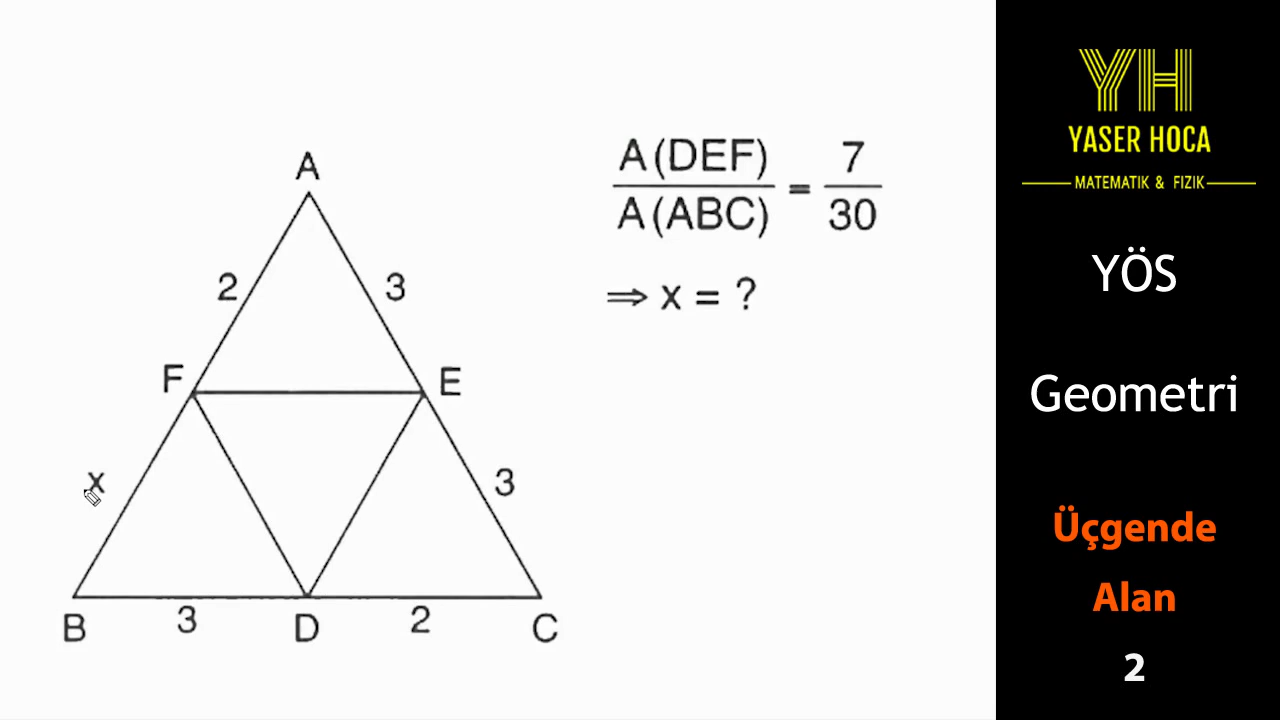 A
2
3
F
E
x
3
B
3
D
2
C
A(DEF)
A(ABC)
=
7
30
⇒ x = ?
YH
YASER HOCA
MATEMATIK & FIZIK
YÖS
Geometri
Üçgende
Alan
2